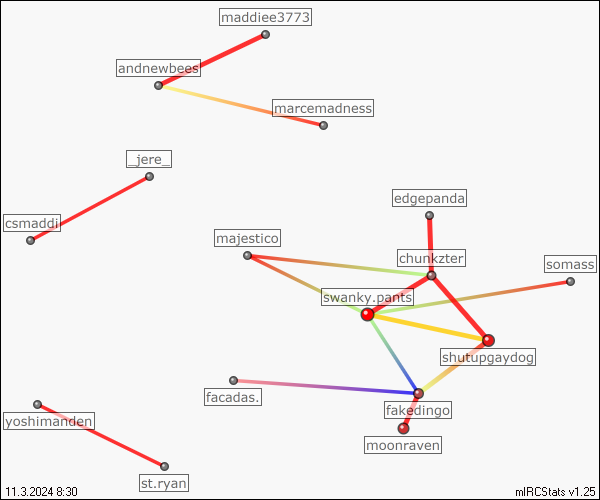 maddiee3773
andnewbees
marcemadness
_jere_
edgepanda
csmaddi
majestico
chunkzter
somass
swanky.pants
shutupgaydog
facadas.
fakedingo
yoshimanden
moonraven
st.ryan
11.3.2024 8:30
mIRCStats v1.25